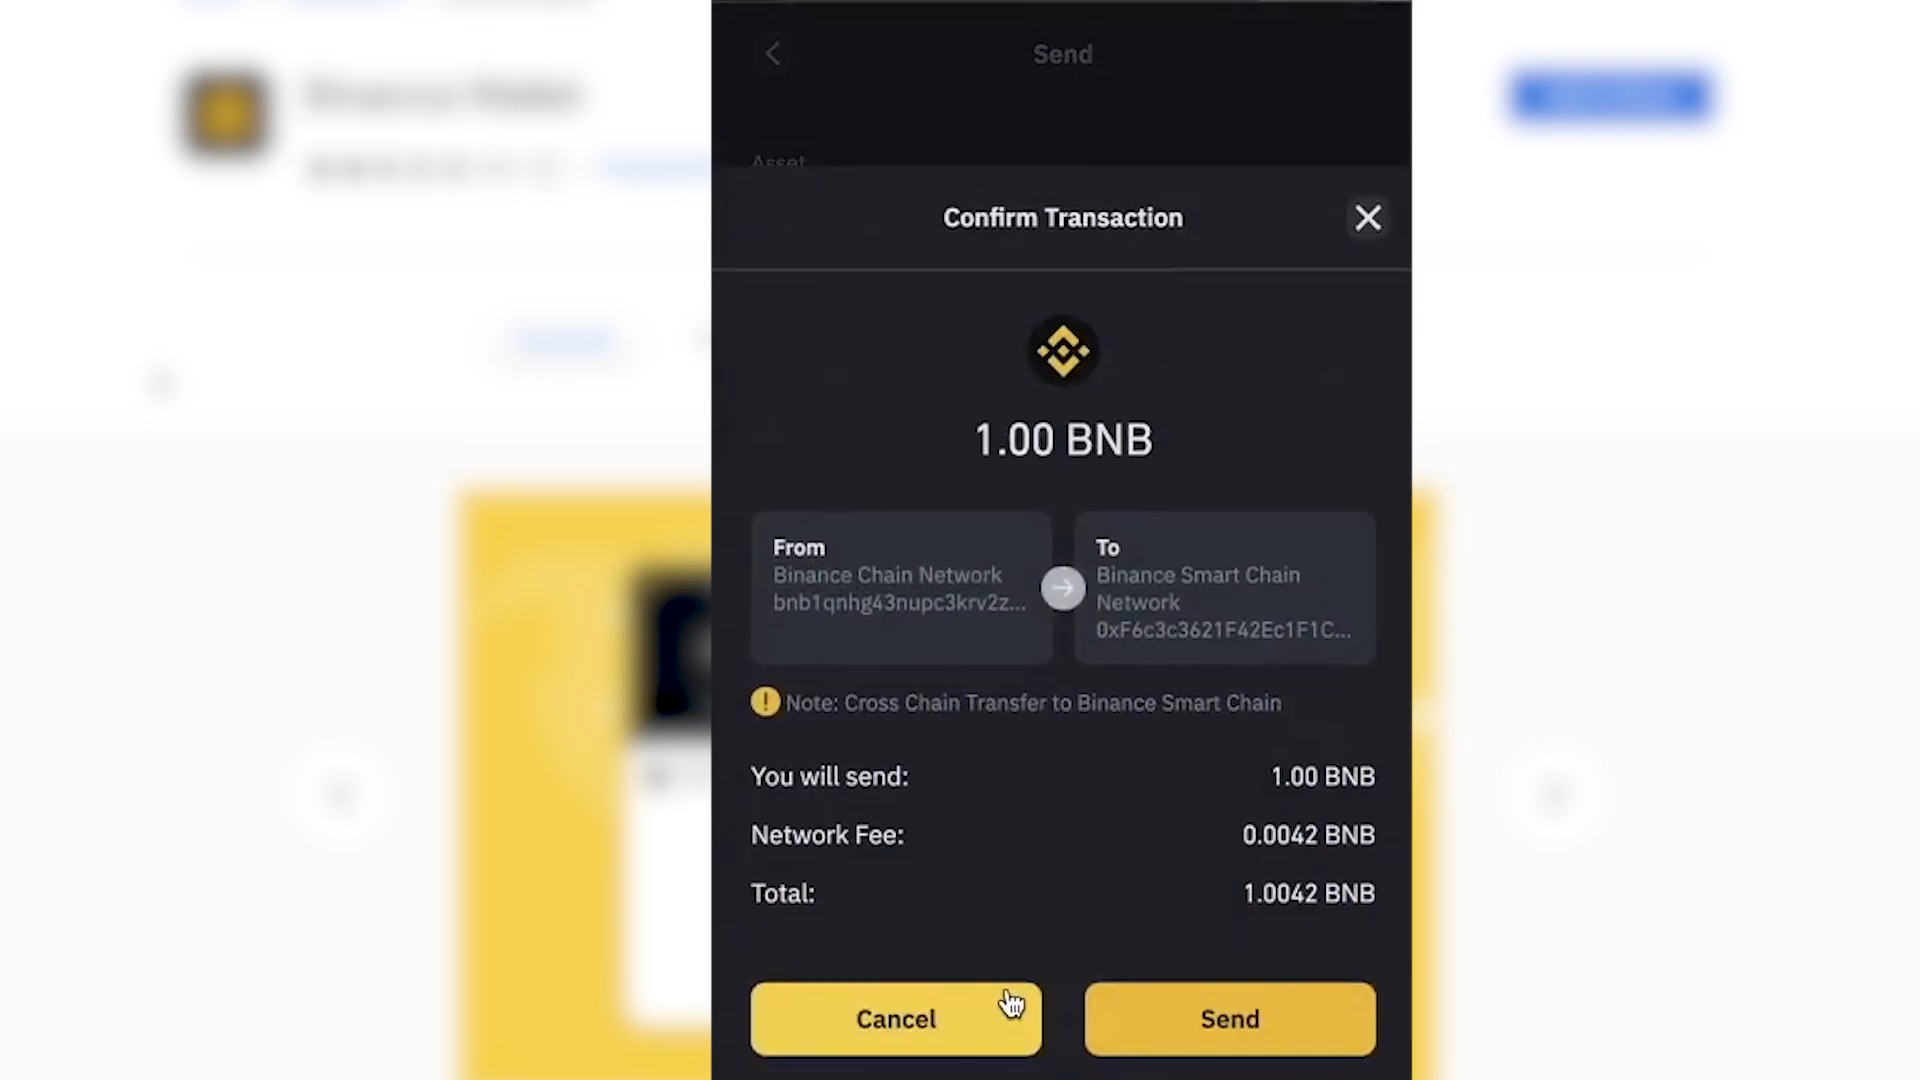 Send
Asset
Confirm Transaction
1.00 BNB
From
Binance Chain Network
bnb1qnhg43nupc3krv2z...
To
Binance Smart Chain
Network
0xF6c3c3621F42Ec1F1C...
Note: Cross Chain Transfer to Binance Smart Chain
You will send: 1.00 BNB
Network Fee: 0.0042 BNB
Total: 1.0042 BNB
Cancel
Send